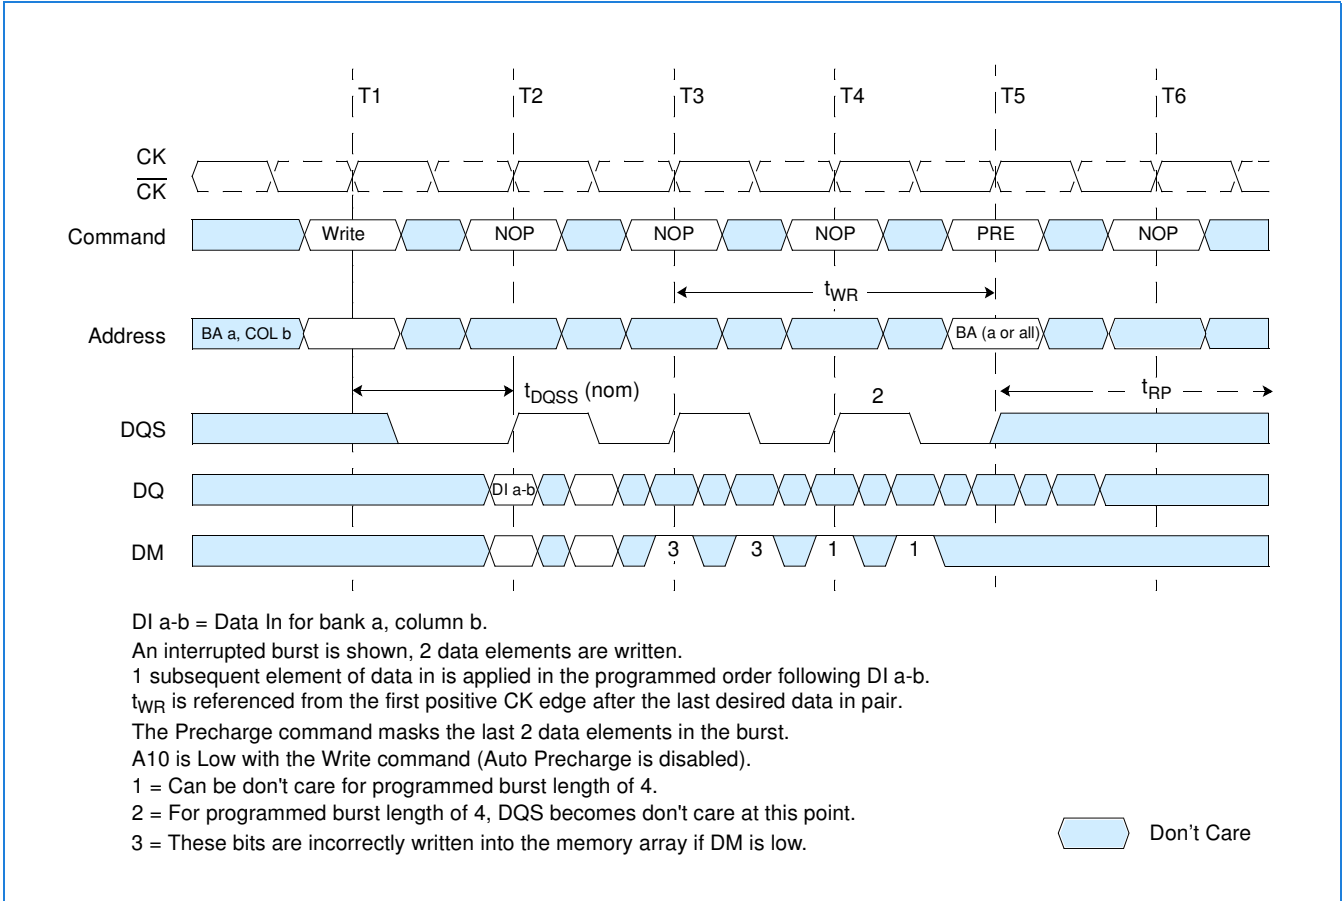 T1 T2 T3 T4 T5 T6
CK
CK
Command Write NOP NOP NOP PRE NOP
tWR
Address BA a, COL b BA (a or all)
tDQSS (nom) 2 tRP
DQS
DQ DI a-b
DM 3 3 1 1
DI a-b = Data In for bank a, column b.
An interrupted burst is shown, 2 data elements are written.
1 subsequent element of data in is applied in the programmed order following DI a-b.
tWR is referenced from the first positive CK edge after the last desired data in pair.
The Precharge command masks the last 2 data elements in the burst.
A10 is Low with the Write command (Auto Precharge is disabled).
1 = Can be don't care for programmed burst length of 4.
2 = For programmed burst length of 4, DQS becomes don't care at this point.
3 = These bits are incorrectly written into the memory array if DM is low.
Don't Care